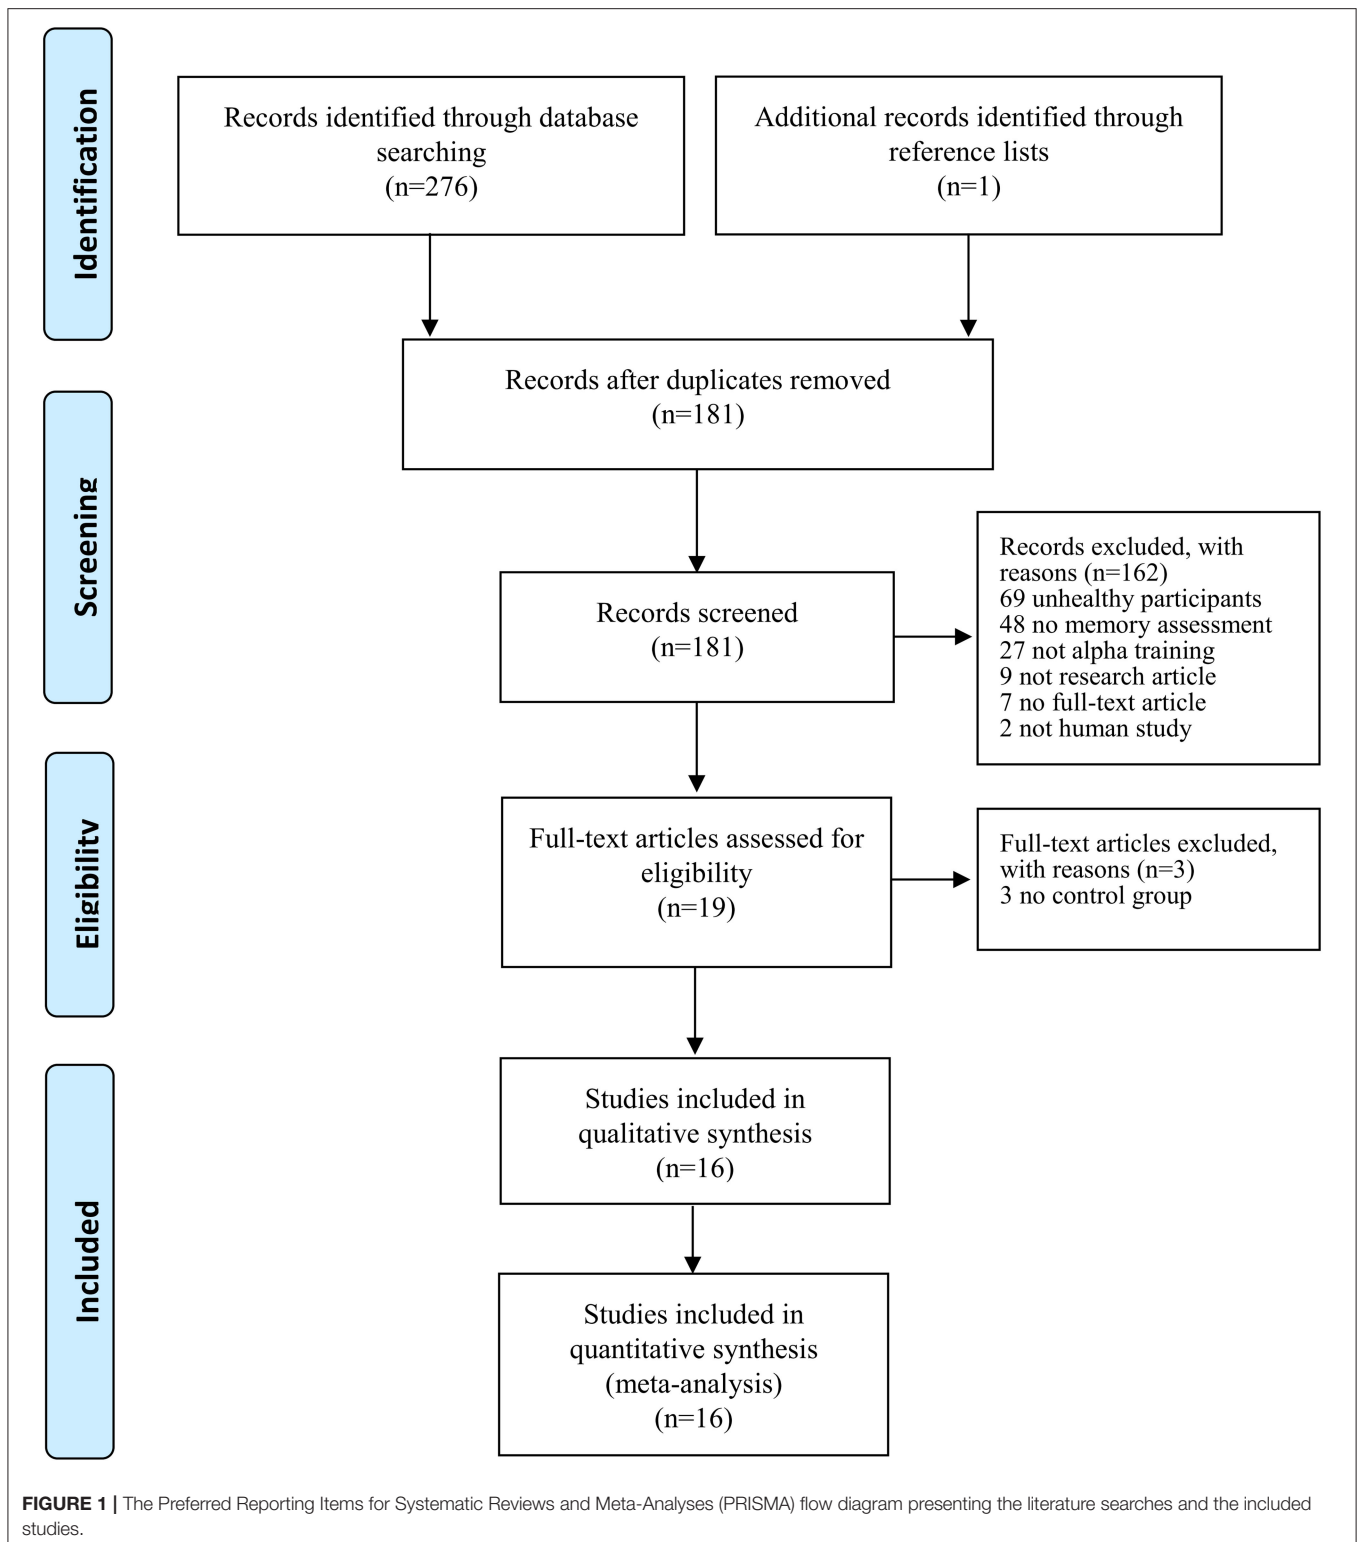 Identification
Records identified through database
searching
(n=276)
Additional records identified through
reference lists
(n=1)
Records after duplicates removed
(n=181)
Screening
Records screened
(n=181)
Records excluded, with
reasons (n=162)
69 unhealthy participants
48 no memory assessment
27 not alpha training
9 not research article
7 no full-text article
2 not human study
Eligibility
Full-text articles assessed for
eligibility
(n=19)
Full-text articles excluded,
with reasons (n=3)
3 no control group
Included
Studies included in
qualitative synthesis
(n=16)
Studies included in
quantitative synthesis
(meta-analysis)
(n=16)
FIGURE 1 | The Preferred Reporting Items for Systematic Reviews and Meta-Analyses (PRISMA) flow diagram presenting the literature searches and the included
studies.